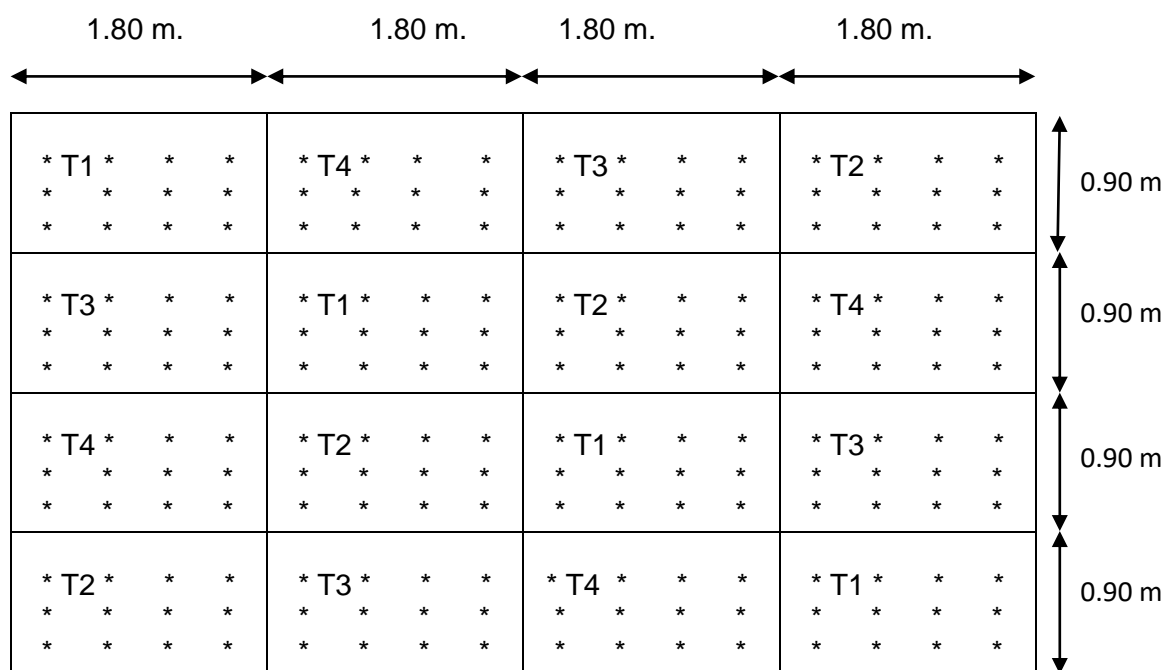 1.80 m. 1.80 m. 1.80 m. 1.80 m.
* T1 * * * * T4 * * * * T3 * * * * T2 * * * 0.90 m
* * * * * * * * * * * * * * * *
* * * * * * * * * * * * * * * *
* T3 * * * * T1 * * * * T2 * * * * T4 * * * 0.90 m
* * * * * * * * * * * * * * * *
* * * * * * * * * * * * * * * *
* T4 * * * * T2 * * * * T1 * * * * T3 * * * 0.90 m
* * * * * * * * * * * * * * * *
* * * * * * * * * * * * * * * *
* T2 * * * * T3 * * * * T4 * * * * T1 * * * 0.90 m
* * * * * * * * * * * * * * * *
* * * * * * * * * * * * * * * *